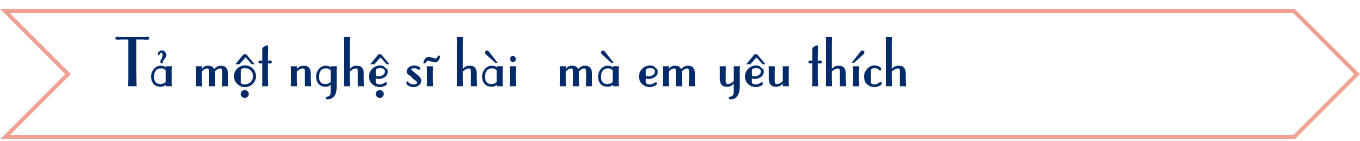 Tả một nghệ sĩ hài mà em yêu thích